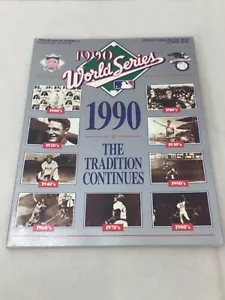 1990
World Series
1990
THE
TRADITION
CONTINUES
1920's
1930's
1940's
1950's
1960's
1970's
1980's